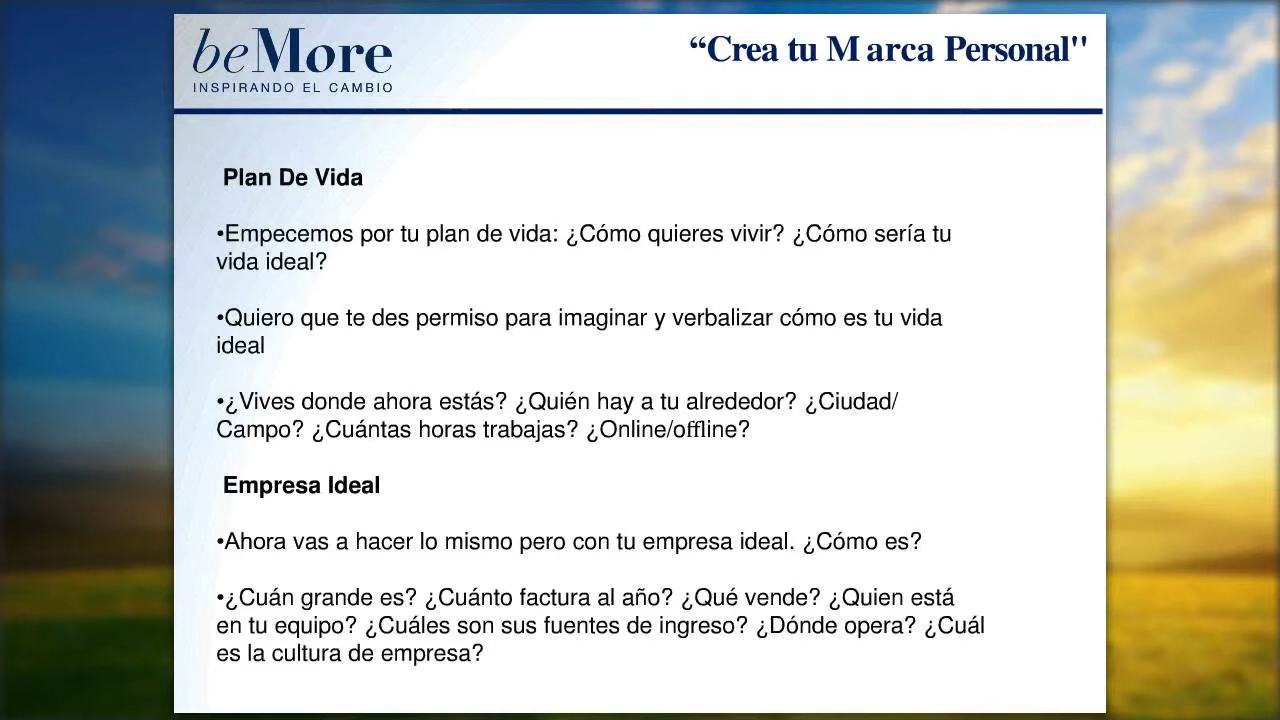 beMore
INSPIRANDO EL CAMBIO
“Crea tu Marca Personal"
Plan De Vida
•Empecemos por tu plan de vida: ¿Cómo quieres vivir? ¿Cómo sería tu
vida ideal?
•Quiero que te des permiso para imaginar y verbalizar cómo es tu vida
ideal
•¿Vives donde ahora estás? ¿Quién hay a tu alrededor? ¿Ciudad/
Campo? ¿Cuántas horas trabajas? ¿Online/offline?
Empresa Ideal
•Ahora vas a hacer lo mismo pero con tu empresa ideal. ¿Cómo es?
•¿Cuán grande es? ¿Cuánto factura al año? ¿Qué vende? ¿Quien está
en tu equipo? ¿Cuáles son sus fuentes de ingreso? ¿Dónde opera? ¿Cuál
es la cultura de empresa?